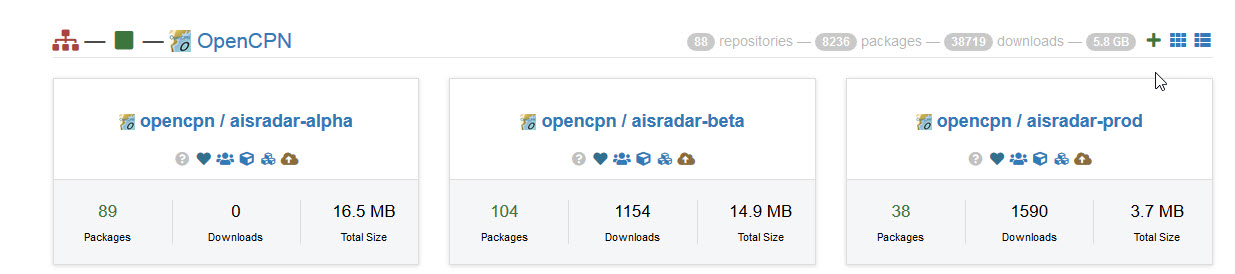 OpenCPN 88 repositories — 8236 packages — 38719 downloads — 5.8 GB
opencpn / aisradar-alpha
89 0 16.5 MB
Packages Downloads Total Size
opencpn / aisradar-beta
104 1154 14.9 MB
Packages Downloads Total Size
opencpn / aisradar-prod
38 1590 3.7 MB
Packages Downloads Total Size